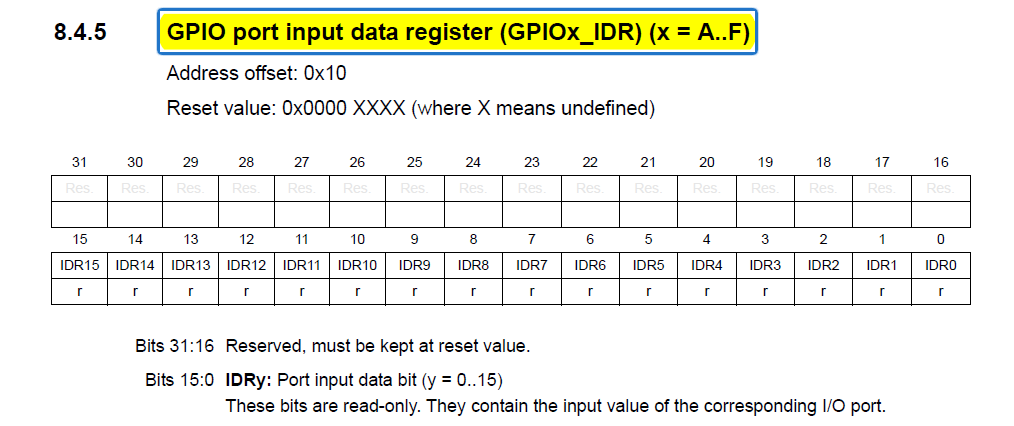 8.4.5 GPIO port input data register (GPIOx_IDR) (x = A..F)
Address offset: 0x10
Reset value: 0x0000 XXXX (where X means undefined)
31 30 29 28 27 26 25 24 23 22 21 20 19 18 17 16
Res. Res. Res. Res. Res. Res. Res. Res. Res. Res. Res. Res. Res. Res. Res. Res.
15 14 13 12 11 10 9 8 7 6 5 4 3 2 1 0
IDR15 IDR14 IDR13 IDR12 IDR11 IDR10 IDR9 IDR8 IDR7 IDR6 IDR5 IDR4 IDR3 IDR2 IDR1 IDR0
r r r r r r r r r r r r r r r r
Bits 31:16 Reserved, must be kept at reset value.
Bits 15:0 IDRy: Port input data bit (y = 0..15)
These bits are read-only. They contain the input value of the corresponding I/O port.